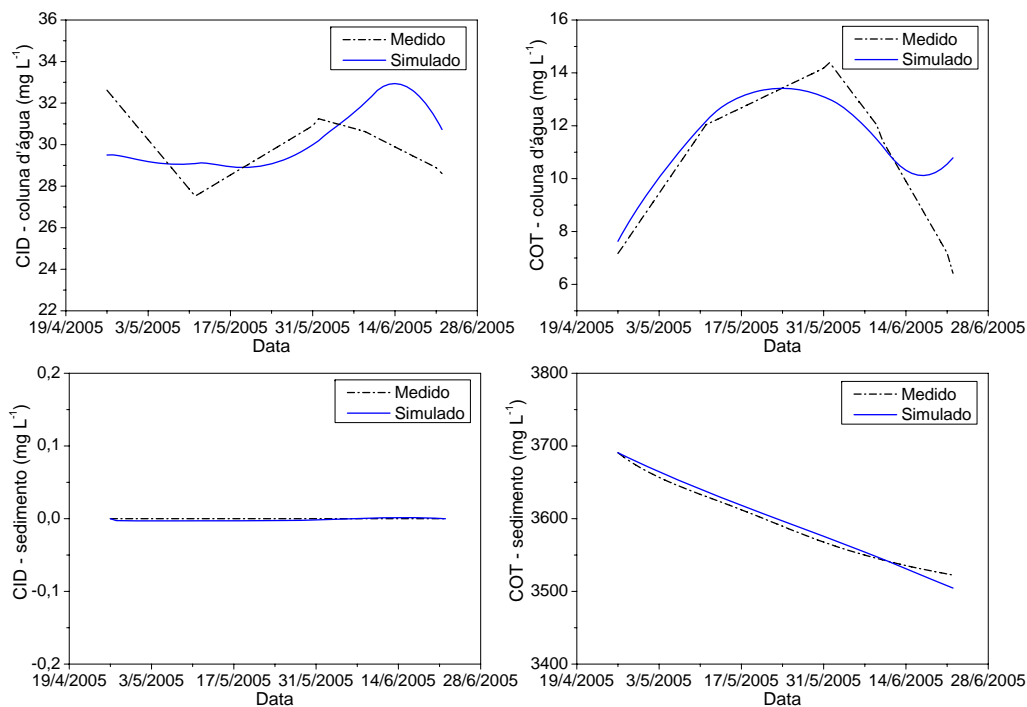 CID - coluna d'água (mg L⁻¹)
36
34
32
30
28
26
24
22
Medido
Simulado
19/4/2005 3/5/2005 17/5/2005 31/5/2005 14/6/2005 28/6/2005
Data
COT - coluna d'água (mg L⁻¹)
16
14
12
10
8
6
Medido
Simulado
19/4/2005 3/5/2005 17/5/2005 31/5/2005 14/6/2005 28/6/2005
Data
CID - sedimento (mg L⁻¹)
0,2
0,1
0,0
-0,1
-0,2
Medido
Simulado
19/4/2005 3/5/2005 17/5/2005 31/5/2005 14/6/2005 28/6/2005
Data
COT - sedimento (mg L⁻¹)
3800
3700
3600
3500
3400
Medido
Simulado
19/4/2005 3/5/2005 17/5/2005 31/5/2005 14/6/2005 28/6/2005
Data